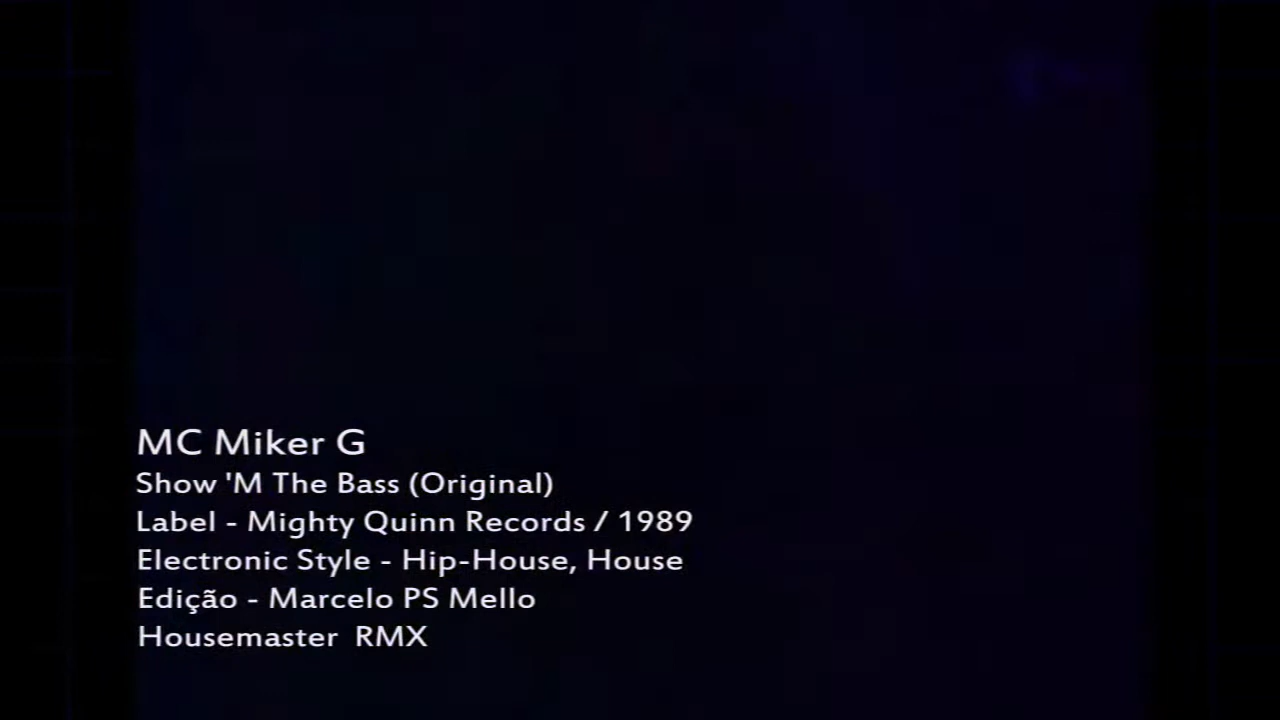 MC Miker G
Show 'M The Bass (Original)
Label - Mighty Quinn Records / 1989
Electronic Style - Hip-House, House
Edição - Marcelo PS Mello
Housemaster  RMX